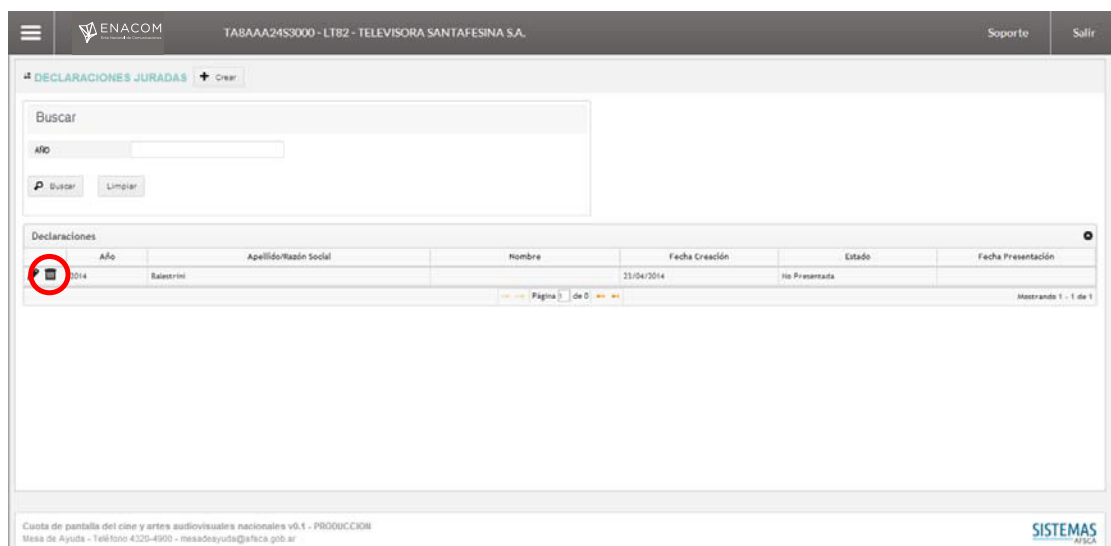 ENACOM
TABAAA24S3000 - LT82 - TELEVISORA SANTAFESINA S.A.
Soporte
Salir
DECLARACIONES JURADAS
+ Crear
Buscar
AÑO
Buscar
Limpiar
Declaraciones
Año Apellido/Razón Social Nombre Fecha Creación Estado Fecha Presentación
2014 Balestrini 23/04/2014 No Presentada
Página 1 de 0
Mostrando 1 - 1 de 1
Cuota de pantalla del cine y artes audiovisuales nacionales v0.1 - PRODUCCION
Mesa de Ayuda - Teléfono 4320-4900 - mesadeayuda@afsca.gob.ar
SISTEMAS
AFSCA